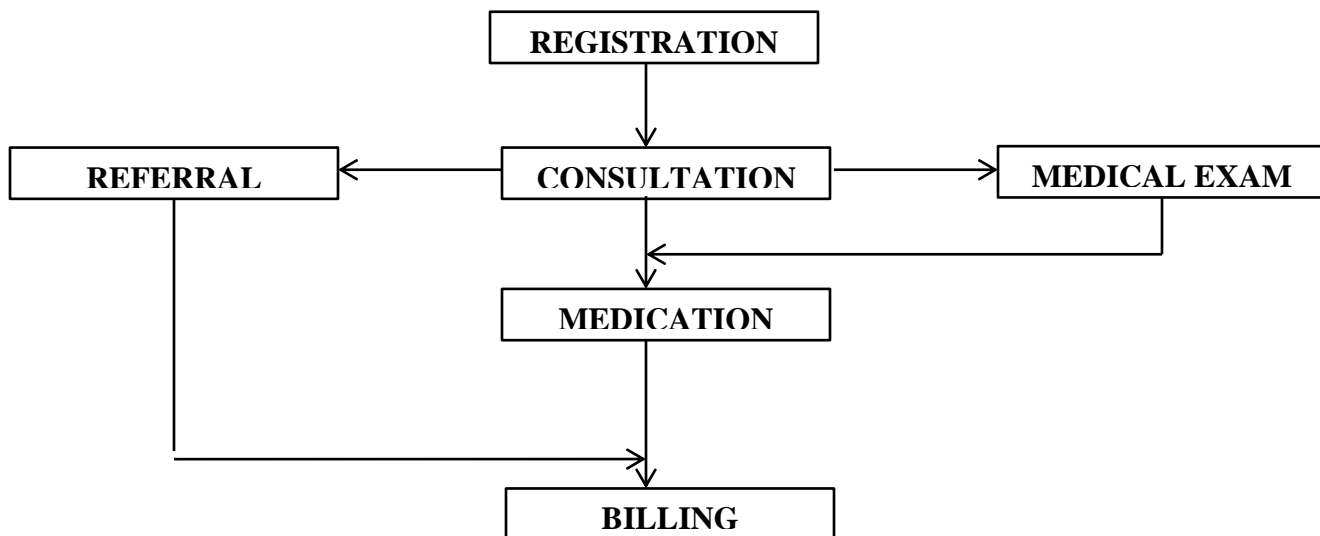 REGISTRATION
REFERRAL
CONSULTATION
MEDICAL EXAM
MEDICATION
BILLING